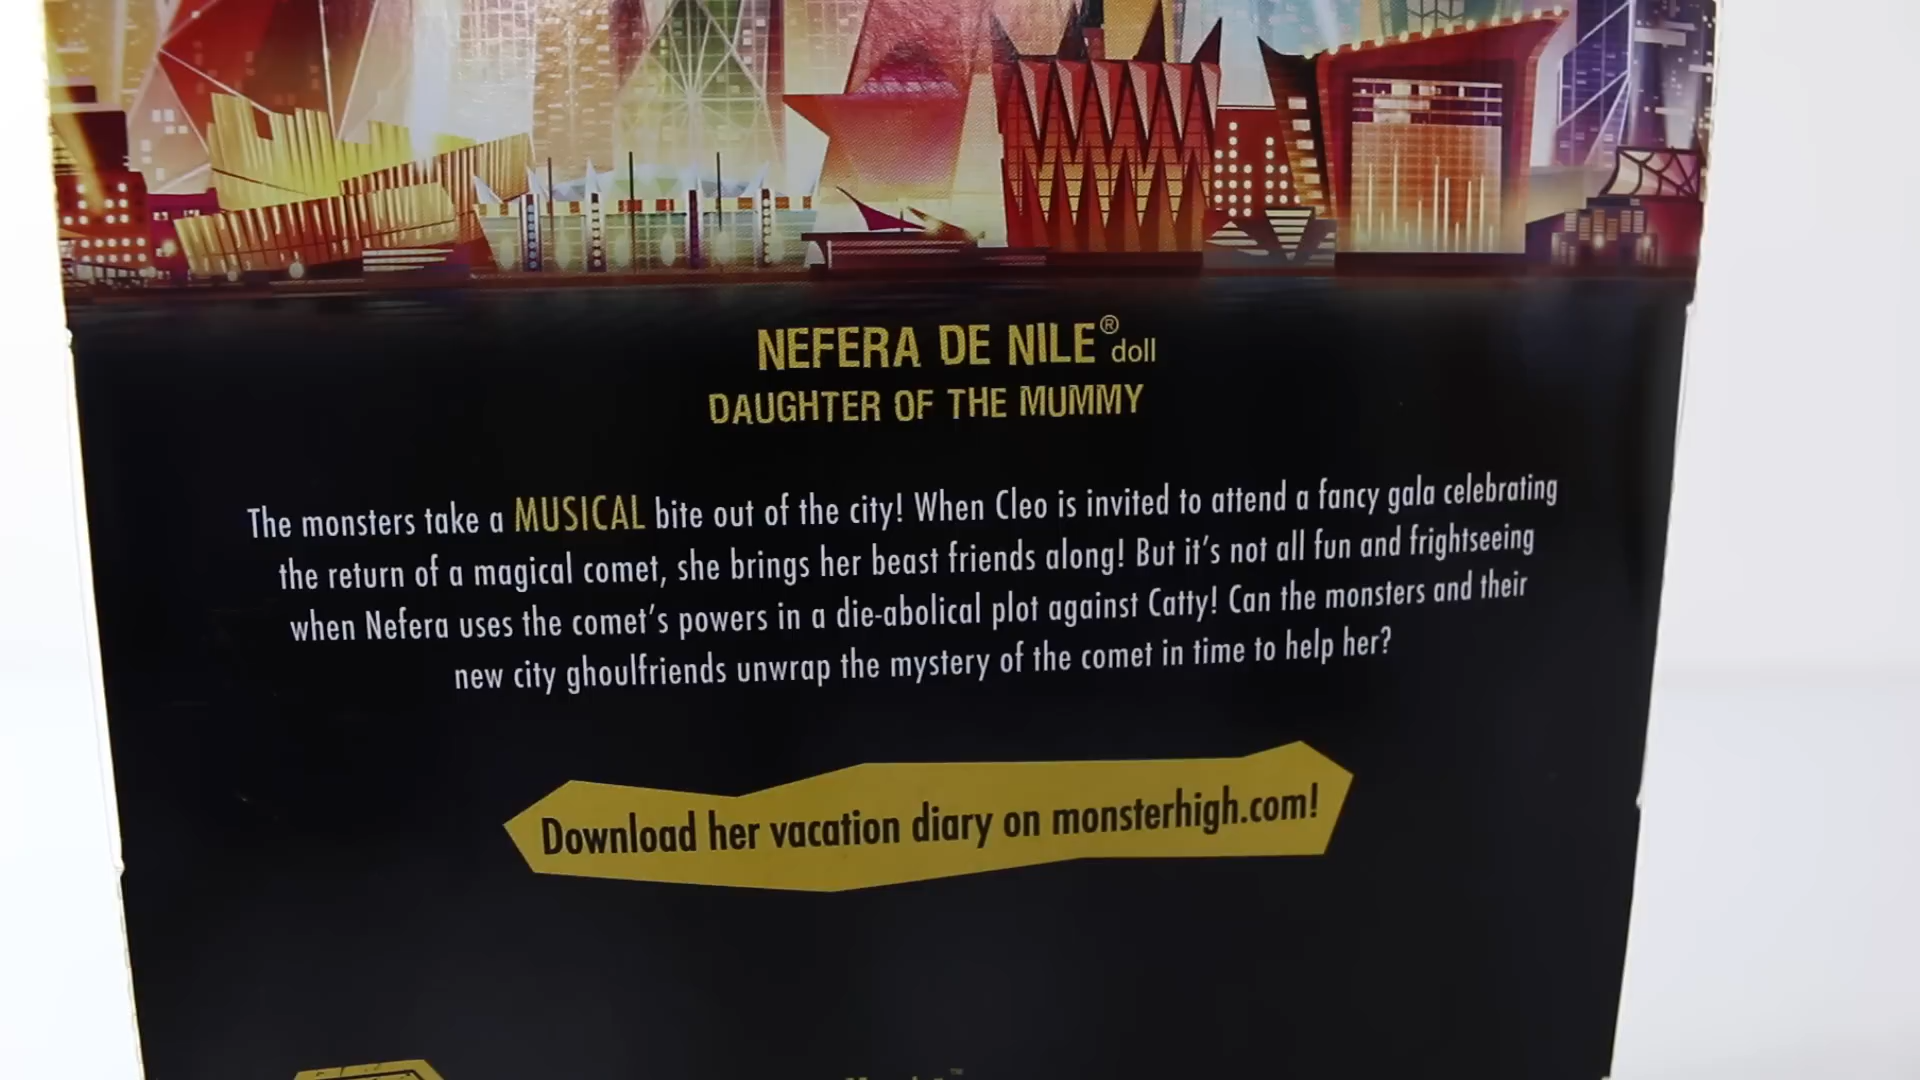 NEFERA DE NILE® doll
DAUGHTER OF THE MUMMY
The monsters take a MUSICAL bite out of the city! When Cleo is invited to attend a fancy gala celebrating
the return of a magical comet, she brings her beast friends along! But it's not all fun and frightseeing
when Nefera uses the comet's powers in a die-abolical plot against Catty! Can the monsters and their
new city ghoulfriends unwrap the mystery of the comet in time to help her?
Download her vacation diary on monsterhigh.com!